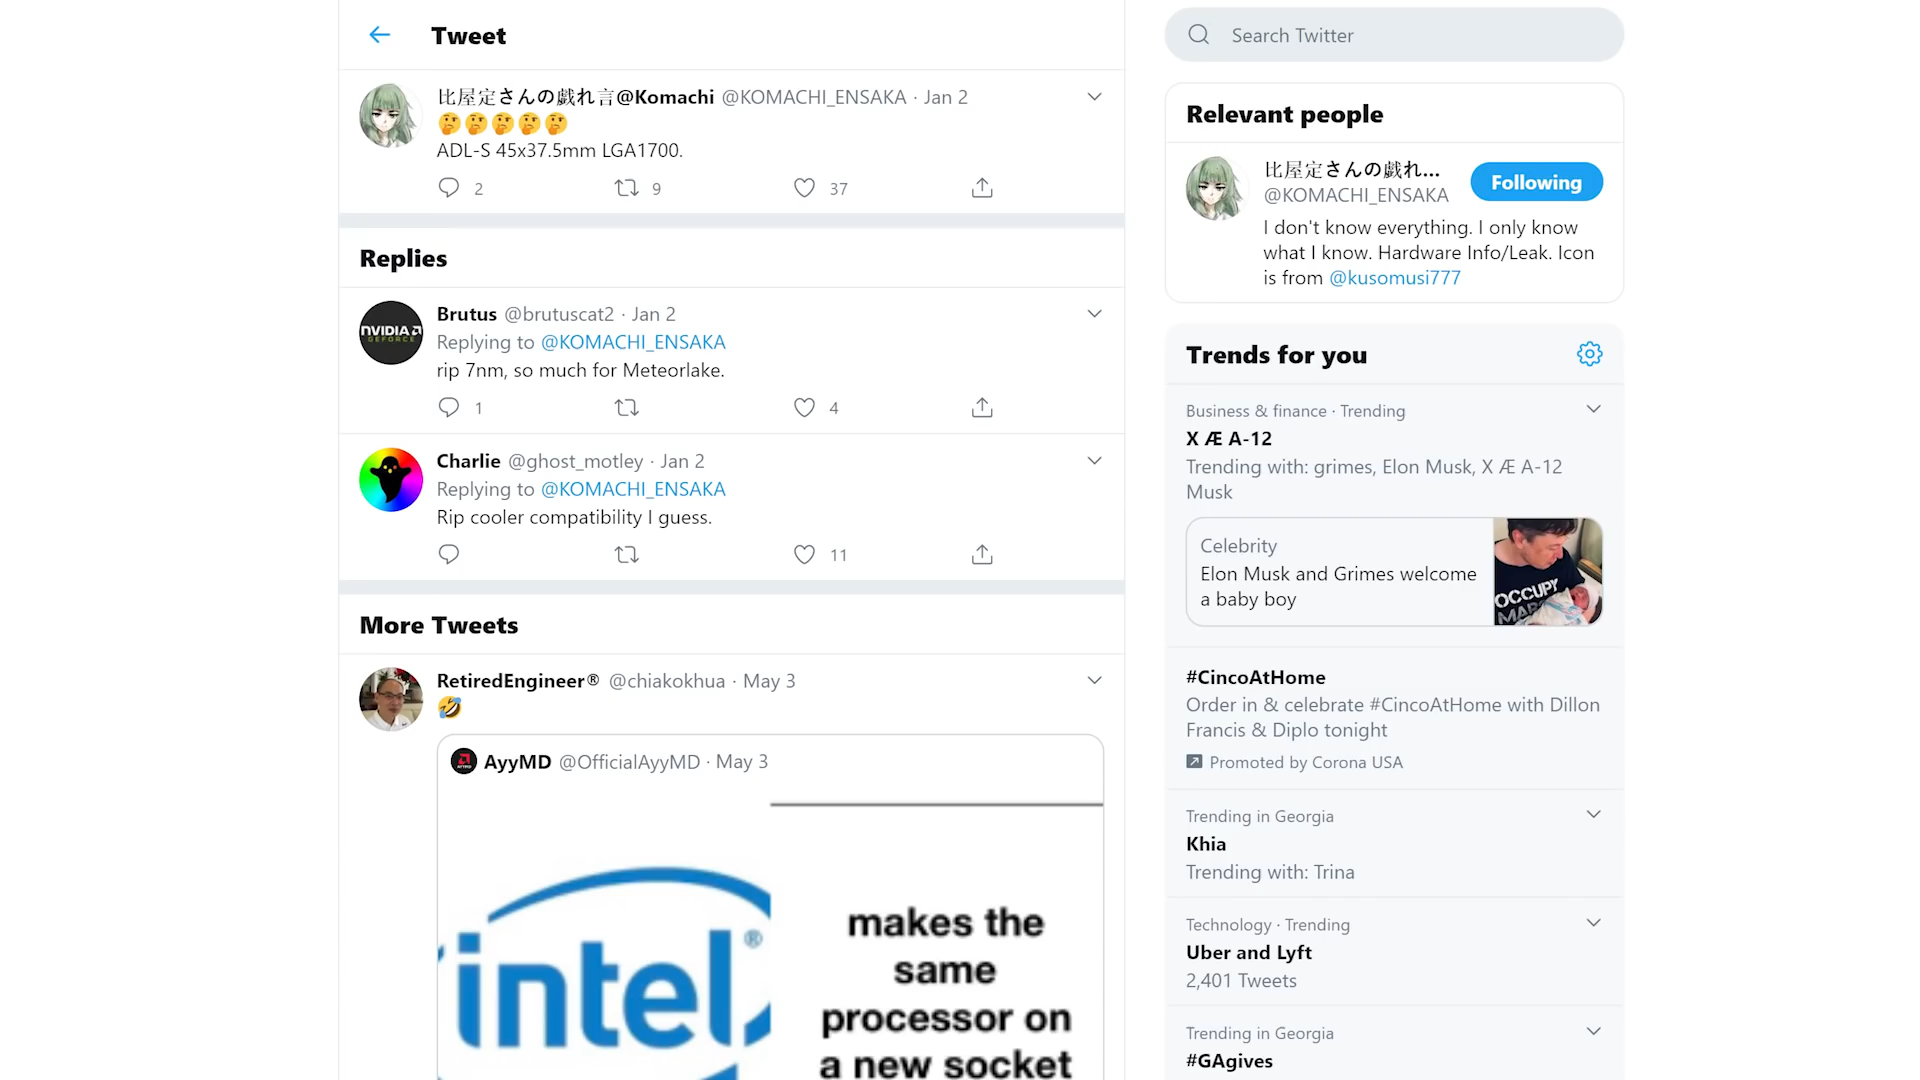 Tweet
比屋定さんの戯れ言@Komachi @KOMACHI_ENSAKA · Jan 2
🤔🤔🤔🤔🤔
ADL-S 45x37.5mm LGA1700.
2 9 37
Replies
Brutus @brutuscat2 · Jan 2
Replying to @KOMACHI_ENSAKA
rip 7nm, so much for Meteorlake.
1 4
Charlie @ghost_motley · Jan 2
Replying to @KOMACHI_ENSAKA
Rip cooler compatibility I guess.
11
More Tweets
RetiredEngineer® @chiakokhua · May 3
🤣
AyyMD @OfficialAyyMD · May 3
intel®
makes the
same
processor on
a new socket
Search Twitter
Relevant people
比屋定さんの戯れ...
@KOMACHI_ENSAKA
Following
I don't know everything. I only know
what I know. Hardware Info/Leak. Icon
is from @kusomusi777
Trends for you
Business & finance · Trending
X Æ A-12
Trending with: grimes, Elon Musk, X Æ A-12
Musk
Celebrity
Elon Musk and Grimes welcome
a baby boy
OCCUPY
MARS
#CincoAtHome
Order in & celebrate #CincoAtHome with Dillon
Francis & Diplo tonight
Promoted by Corona USA
Trending in Georgia
Khia
Trending with: Trina
Technology · Trending
Uber and Lyft
2,401 Tweets
Trending in Georgia
#GAgives
NVIDIA
GEFORCE